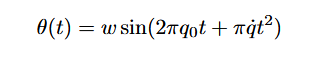 θ(t) = w sin(2πq₀t + πq̇t²)